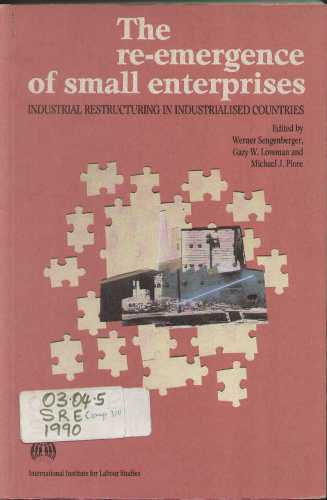 The
re-emergence
of small enterprises
INDUSTRIAL RESTRUCTURING IN INDUSTRIALISED COUNTRIES
Edited by
Werner Sengenberger,
Gary W. Loveman and
Michael J. Piore
03.04.5
SRE
1990
International Institute for Labour Studies